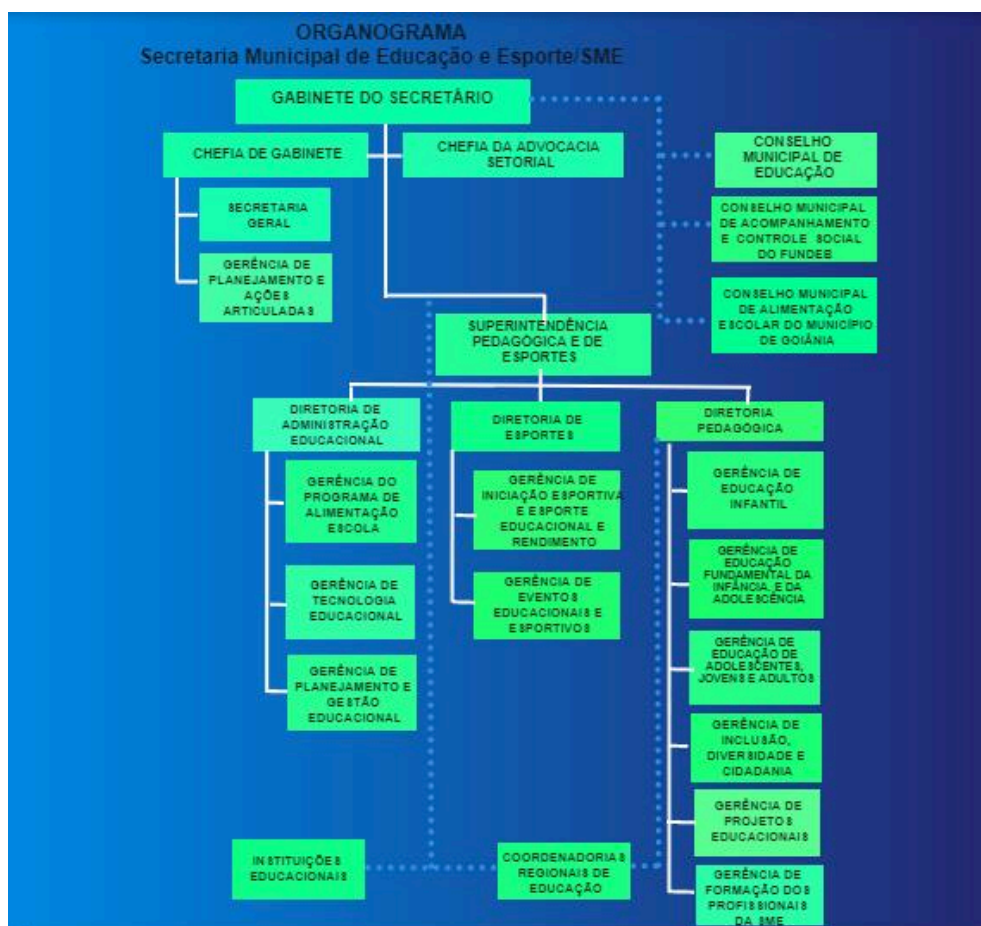 ORGANOGRAMA
Secretaria Municipal de Educação e Esporte/SME
GABINETE DO SECRETÁRIO
CHEFIA DE GABINETE
CHEFIA DA ADVOCACIA
SETORIAL
CONSELHO
MUNICIPAL DE
EDUCAÇÃO
SECRETARIA
GERAL
CONSELHO MUNICIPAL
DE ACOMPANHAMENTO
E CONTROLE SOCIAL
DO FUNDEB
GERÊNCIA DE
PLANEJAMENTO E
AÇÕES
ARTICULADAS
CONSELHO MUNICIPAL
DE ALIMENTAÇÃO
ESCOLAR DO MUNICÍPIO
DE GOIÂNIA
SUPERINTENDÊNCIA
PEDAGÓGICA E DE
ESPORTES
DIRETORIA DE
ADMINISTRAÇÃO
EDUCACIONAL
GERÊNCIA DO
PROGRAMA DE
ALIMENTAÇÃO
ESCOLA
GERÊNCIA DE
TECNOLOGIA
EDUCACIONAL
GERÊNCIA DE
PLANEJAMENTO E
GESTÃO
EDUCACIONAL
DIRETORIA DE
ESPORTES
GERÊNCIA DE
INICIAÇÃO ESPORTIVA
E ESPORTE
EDUCACIONAL E
RENDIMENTO
GERÊNCIA DE
EVENTOS
EDUCACIONAIS E
ESPORTIVOS
DIRETORIA
PEDAGÓGICA
GERÊNCIA DE
EDUCAÇÃO
INFANTIL
GERÊNCIA DE
EDUCAÇÃO
FUNDAMENTAL DA
INFÂNCIA, E DA
ADOLESCÊNCIA
GERÊNCIA DE
EDUCAÇÃO DE
ADOLESCENTES,
JOVENS E ADULTOS
GERÊNCIA DE
INCLUSÃO,
DIVERSIDADE E
CIDADANIA
GERÊNCIA DE
PROJETOS
EDUCACIONAIS
GERÊNCIA DE
FORMAÇÃO DOS
PROFISSIONAIS
DA SME
INSTITUIÇÕES
EDUCACIONAIS
COORDENADORIAS
REGIONAIS DE
EDUCAÇÃO